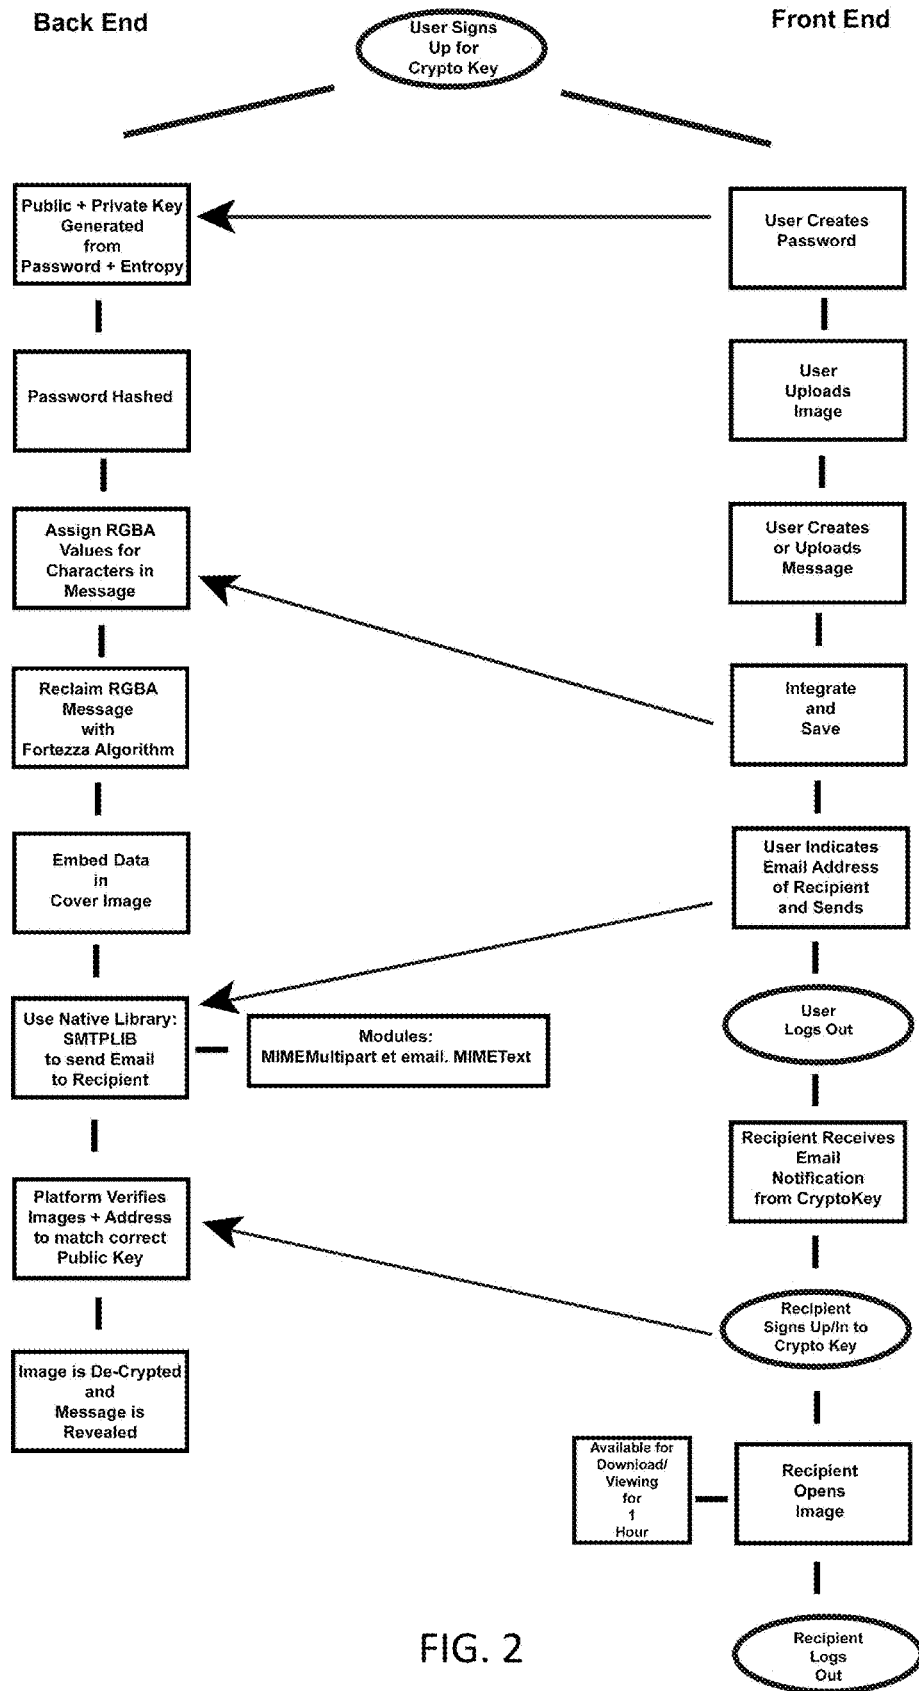 Back End
User Signs
Up for
Crypto Key
Front End
Public + Private Key
Generated
from
Password + Entropy
User Creates
Password
Password Hashed
User
Uploads
Image
Assign RGBA
Values for
Characters in
Message
User Creates
or Uploads
Message
Reclaim RGBA
Message
with
Fortezza Algorithm
Integrate
and
Save
Embed Data
in
Cover Image
User Indicates
Email Address
of Recipient
and Sends
Use Native Library:
SMTPLIB
to send Email
to Recipient
Modules:
MIMEMultipart et email. MIMEText
User
Logs Out
Recipient Receives
Email
Notification
from CryptoKey
Platform Verifies
Images + Address
to match correct
Public Key
Recipient
Signs Up/In to
Crypto Key
Image is De-Crypted
and
Message is
Revealed
Available for
Download/
Viewing
for
1
Hour
Recipient
Opens
Image
Recipient
Logs
Out
FIG. 2